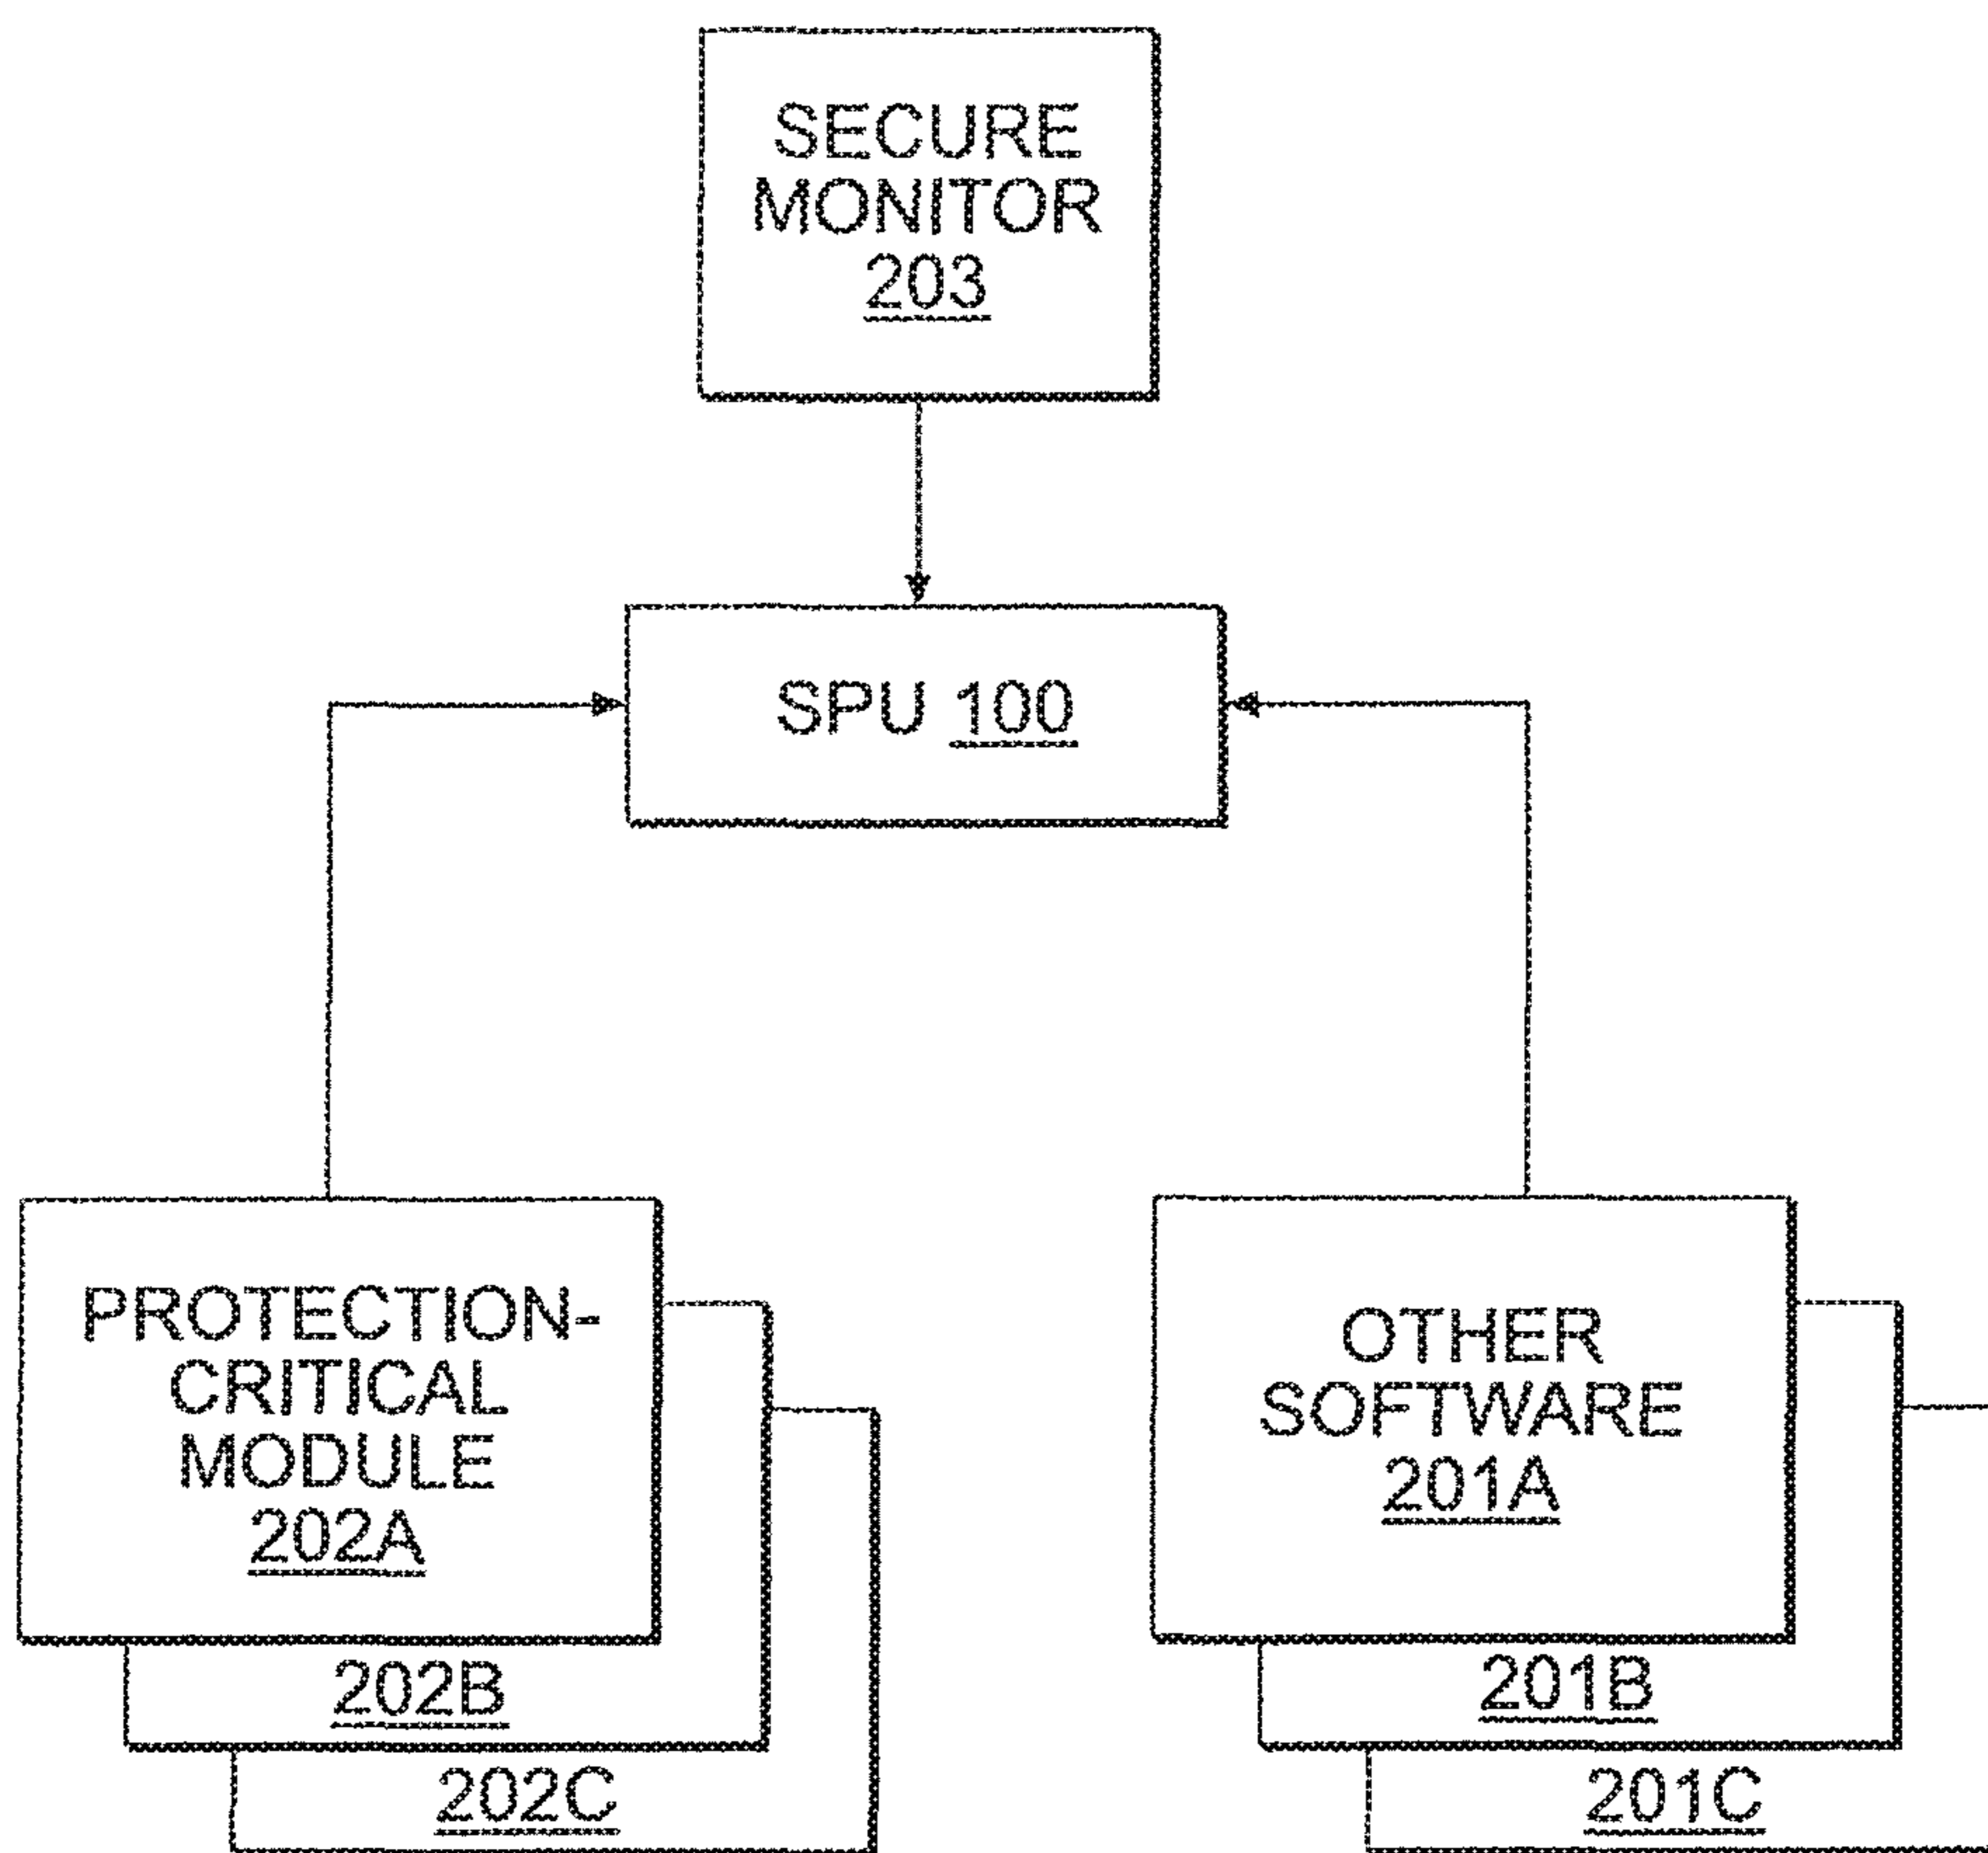 SECURE
MONITOR
203
SPU 100
PROTECTION-
CRITICAL
MODULE
202A
202B
202C
OTHER
SOFTWARE
201A
201B
201C